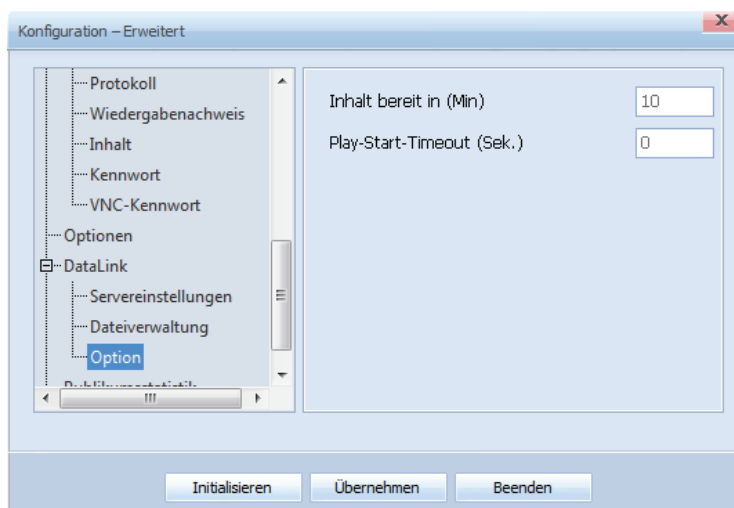 Konfiguration – Erweitert
X
Protokoll
Wiedergabenachweis
Inhalt
Kennwort
VNC-Kennwort
Optionen
DataLink
Servereinstellungen
Dateiverwaltung
Option
Publikumsstatistik
Inhalt bereit in (Min)
10
Play-Start-Timeout (Sek.)
0
Initialisieren
Übernehmen
Beenden